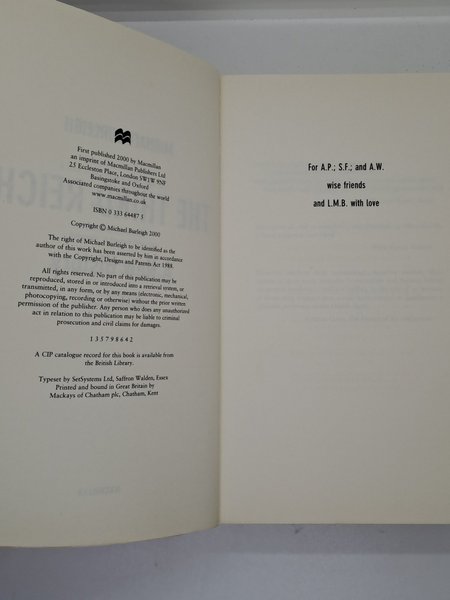 First published 2000 by Macmillan
an imprint of Macmillan Publishers Ltd
25 Eccleston Place, London SW1W 9NF
Basingstoke and Oxford
Associated companies throughout the world
www.macmillan.co.uk
ISBN 0 333 64487 5
Copyright © Michael Burleigh 2000
The right of Michael Burleigh to be identified as the
author of this work has been asserted by him in accordance
with the Copyright, Designs and Patents Act 1988.
All rights reserved. No part of this publication may be
reproduced, stored in or introduced into a retrieval system, or
transmitted, in any form, or by any means (electronic, mechanical,
photocopying, recording or otherwise) without the prior written
permission of the publisher. Any person who does any unauthorized
act in relation to this publication may be liable to criminal
prosecution and civil claims for damages.
1 3 5 7 9 8 6 4 2
A CIP catalogue record for this book is available from
the British Library.
Typeset by SetSystems Ltd, Saffron Walden, Essex
Printed and bound in Great Britain by
Mackays of Chatham plc, Chatham, Kent
For A.P.; S.F.; and A.W.
wise friends
and L.M.B. with love